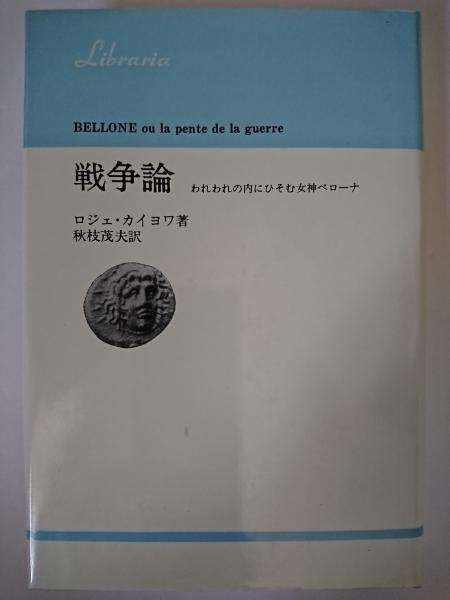 Libraria
BELLONE ou la pente de la guerre
戦争論 われわれの内にひそむ女神ベローナ
ロジェ・カイヨワ著
秋枝茂夫訳